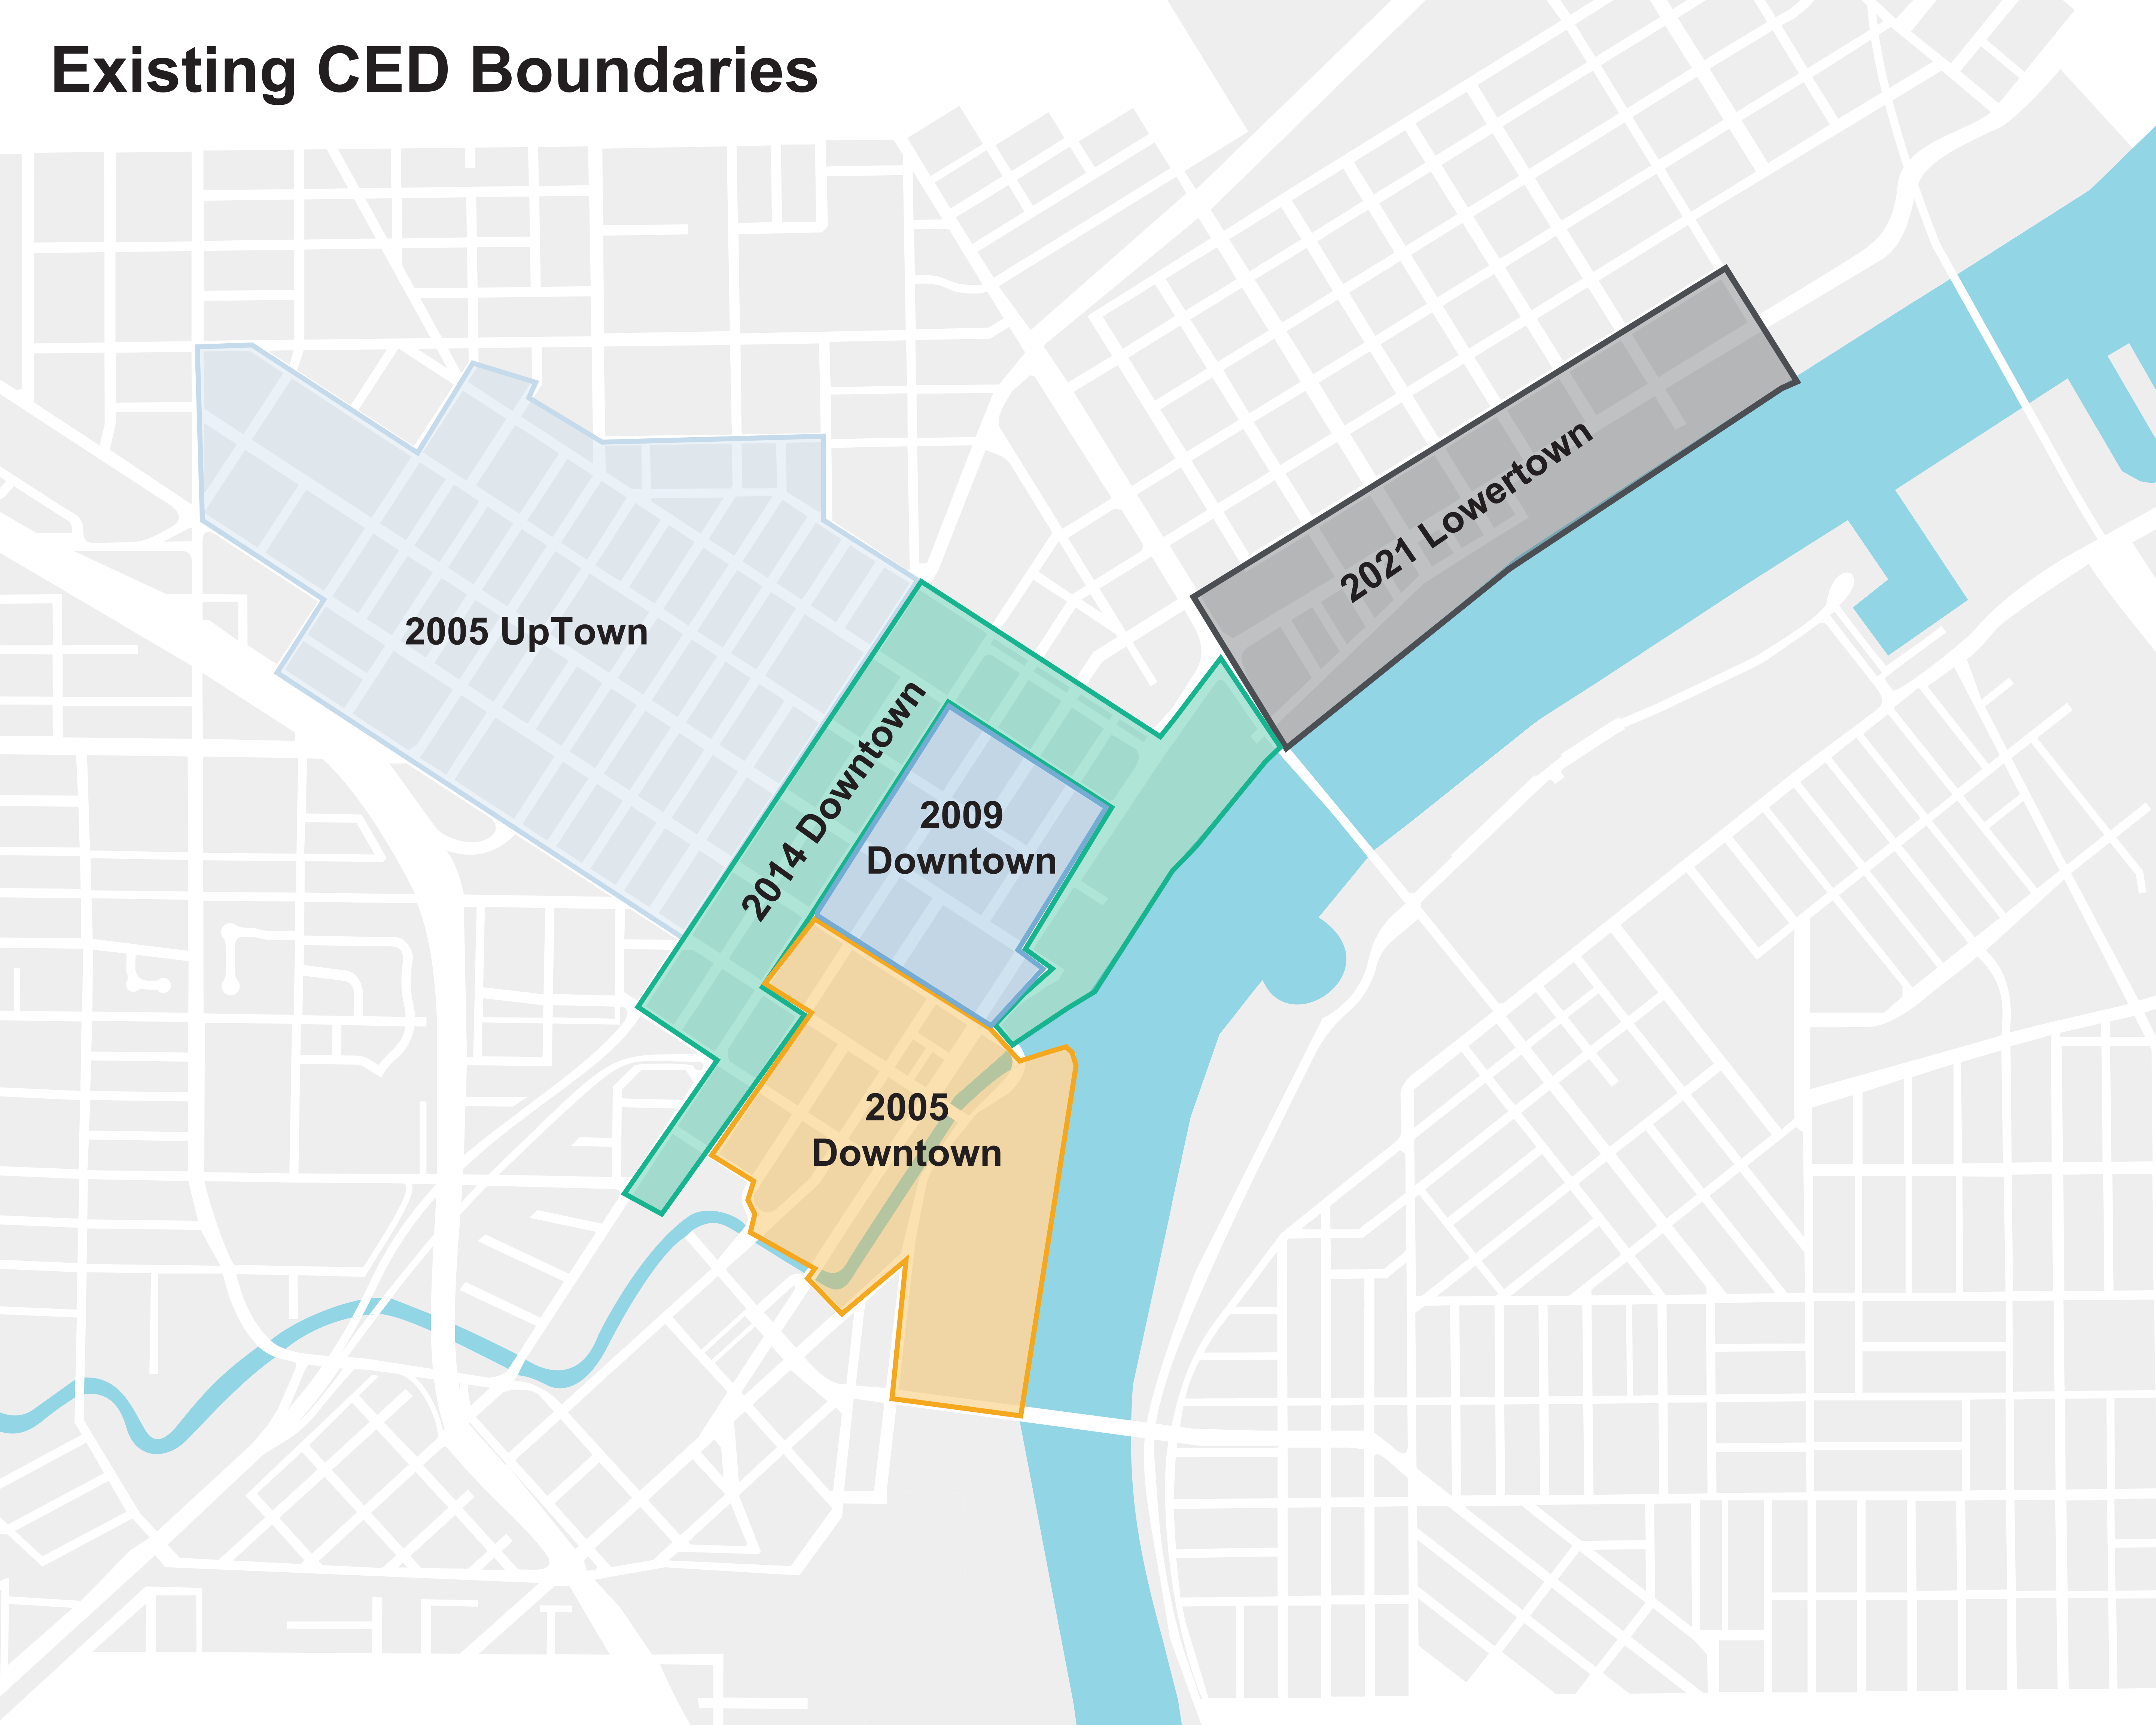 Existing CED Boundaries
2021 Lowertown
2005 UpTown
2014 Downtown
2009
Downtown
2005
Downtown